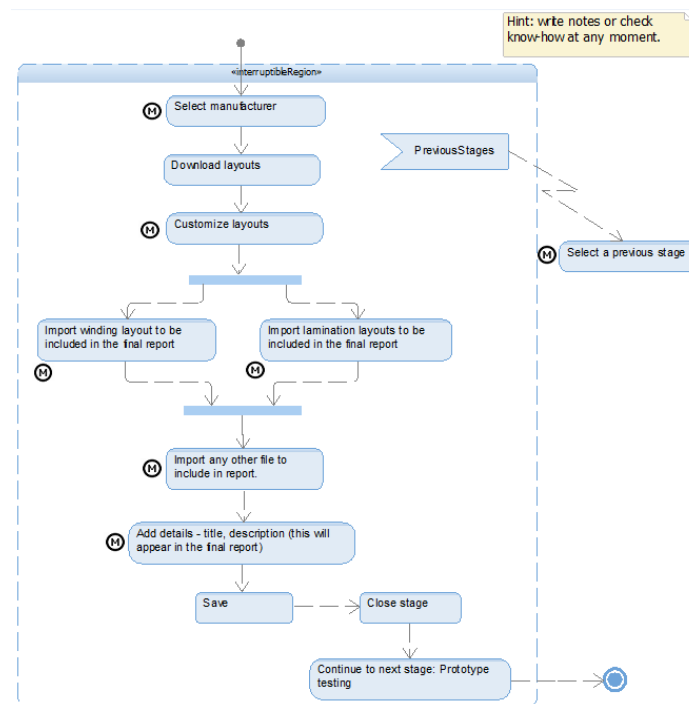 Hint: write notes or check
know-how at any moment.
«interruptibleRegion»
M
Select manufacturer
Download layouts
PreviousStages
M
Customize layouts
M
Select a previous stage
Import winding layout to be
included in the final report
M
Import lamination layouts to be
included in the final report
M
M
Import any other file to
include in report.
M
Add details - title, description (this will
appear in the final report)
Save
Close stage
Continue to next stage: Prototype
testing